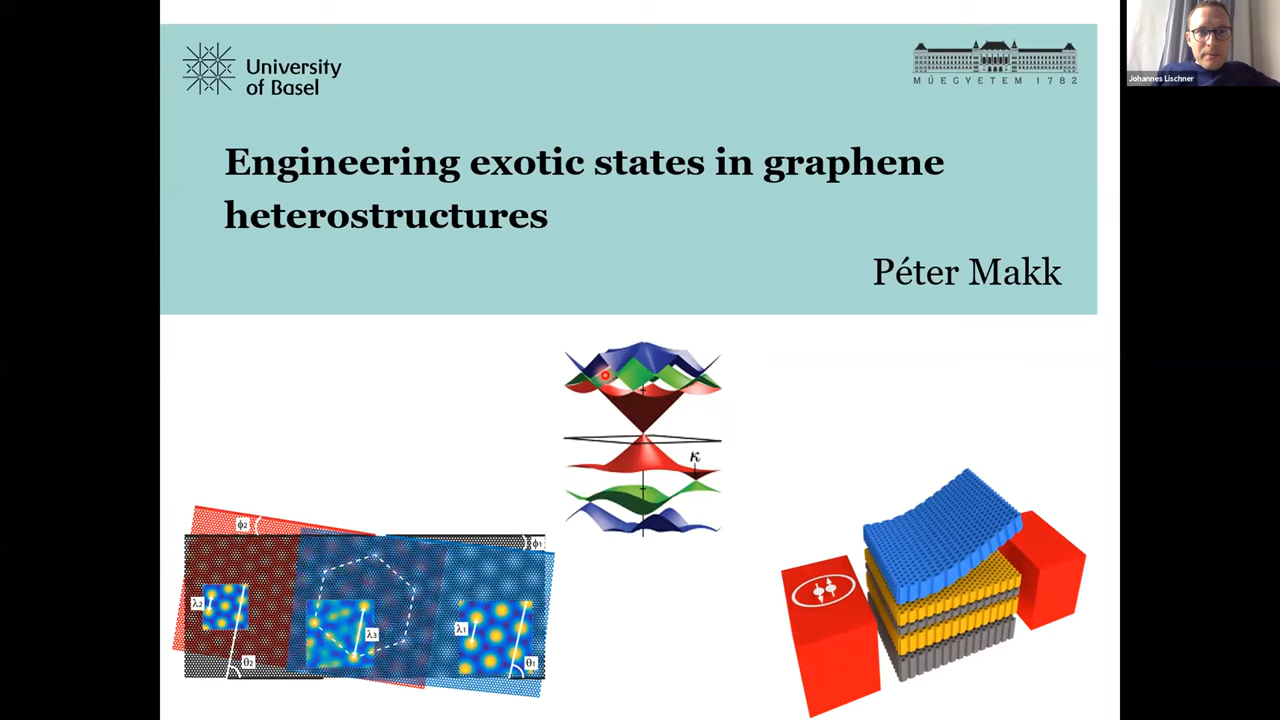 University
of Basel
MŰEGYETEM 1782
Johannes Lischner
Engineering exotic states in graphene
heterostructures
Péter Makk
κ
ϕ2
ϕ1
λ2
λ3
λ1
θ2
θ1